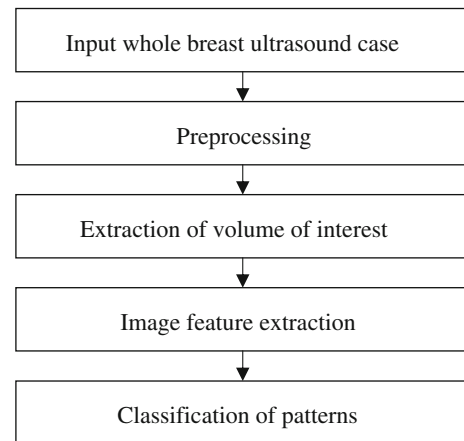 Input whole breast ultrasound case
Preprocessing
Extraction of volume of interest
Image feature extraction
Classification of patterns